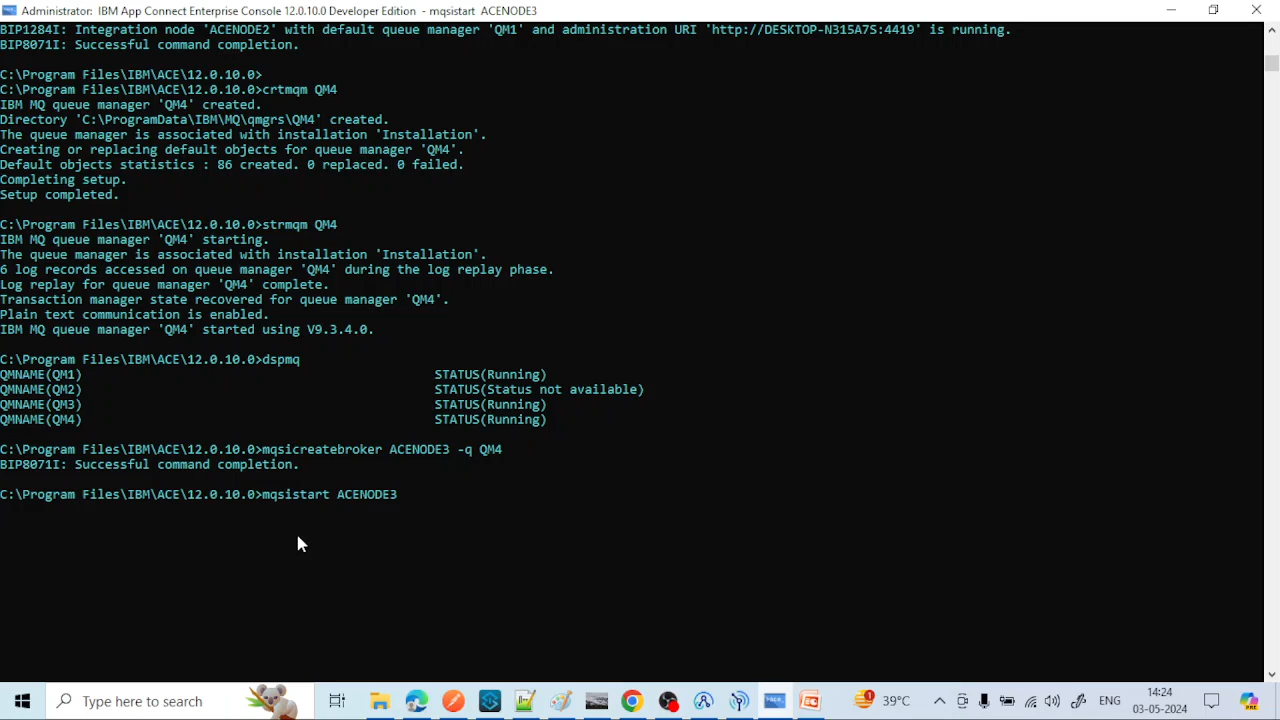 Administrator: IBM App Connect Enterprise Console 12.0.10.0 Developer Edition - mqsistart  ACENODE3
BIP1284I: Integration node 'ACENODE2' with default queue manager 'QM1' and administration URI 'http://DESKTOP-N315A7S:4419' is running.
BIP8071I: Successful command completion.
C:\Program Files\IBM\ACE\12.0.10.0>
C:\Program Files\IBM\ACE\12.0.10.0>crtmqm QM4
IBM MQ queue manager 'QM4' created.
Directory 'C:\ProgramData\IBM\MQ\qmgrs\QM4' created.
The queue manager is associated with installation 'Installation'.
Creating or replacing default objects for queue manager 'QM4'.
Default objects statistics : 86 created. 0 replaced. 0 failed.
Completing setup.
Setup completed.
C:\Program Files\IBM\ACE\12.0.10.0>strmqm QM4
IBM MQ queue manager 'QM4' starting.
The queue manager is associated with installation 'Installation'.
6 log records accessed on queue manager 'QM4' during the log replay phase.
Log replay for queue manager 'QM4' complete.
Transaction manager state recovered for queue manager 'QM4'.
Plain text communication is enabled.
IBM MQ queue manager 'QM4' started using V9.3.4.0.
C:\Program Files\IBM\ACE\12.0.10.0>dspmq
QMNAME(QM1) STATUS(Running)
QMNAME(QM2) STATUS(Status not available)
QMNAME(QM3) STATUS(Running)
QMNAME(QM4) STATUS(Running)
C:\Program Files\IBM\ACE\12.0.10.0>mqsicreatebroker ACENODE3 -q QM4
BIP8071I: Successful command completion.
C:\Program Files\IBM\ACE\12.0.10.0>mqsistart ACENODE3
Type here to search
1 39°C ENG 14:24
03-05-2024